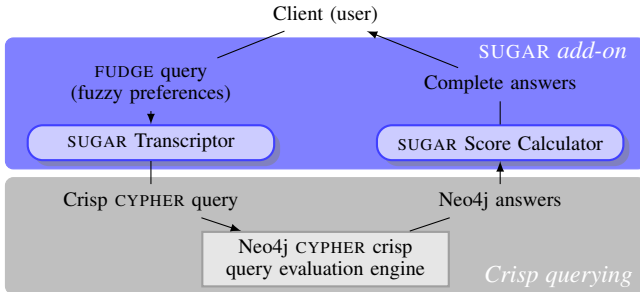 Client (user)
SUGAR add-on
FUDGE query
(fuzzy preferences)
Complete answers
SUGAR Transcriptor
SUGAR Score Calculator
Crisp CYPHER query
Neo4j answers
Neo4j CYPHER crisp
query evaluation engine
Crisp querying